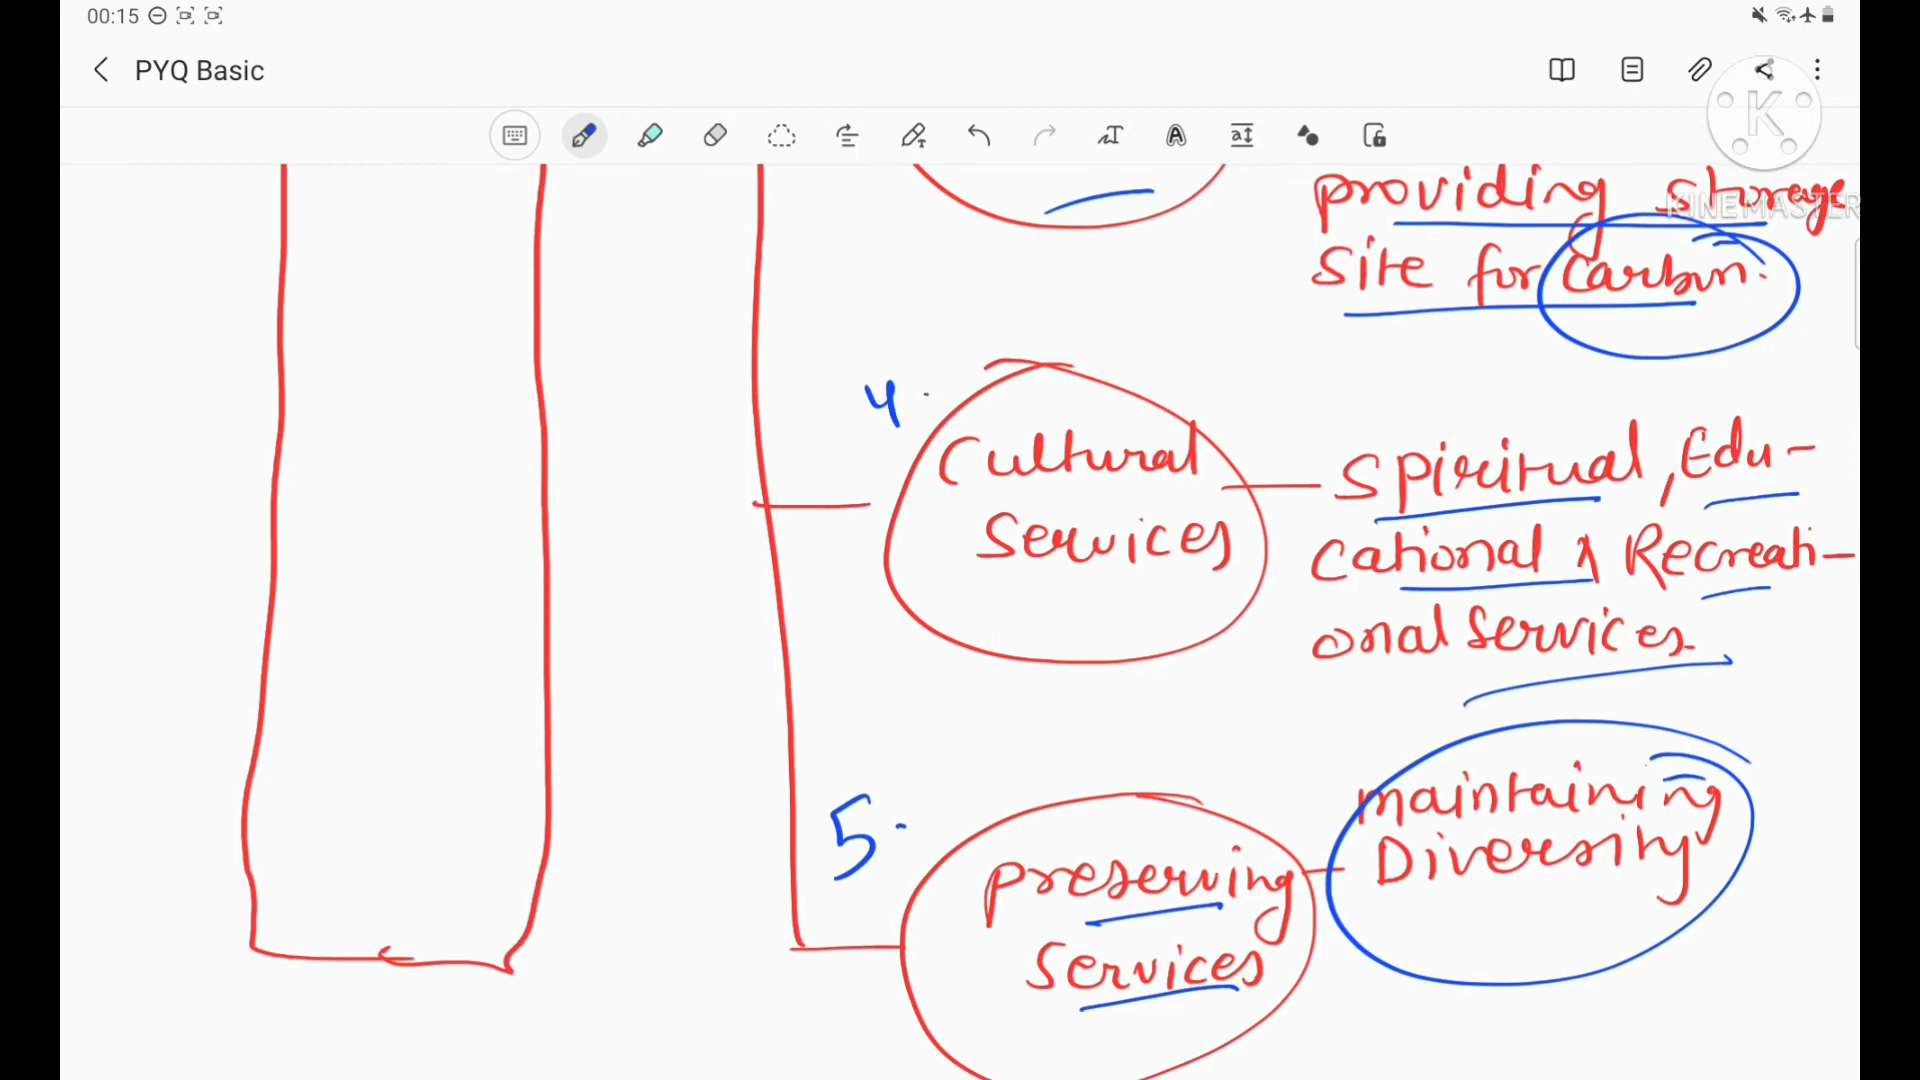 00:15
PYQ Basic
K
KINEMASTER
providing storage
Site for Carbon.
4.
Cultural
Services
Spiritual, Edu-
cational & Recreati-
onal Services.
5.
preserving
Services
maintaining
Diversity